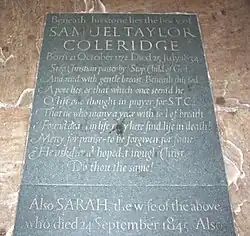 Beneath this stone lies the body of
SAMUEL TAYLOR
COLERIDGE
Born 21 October 1772. Died 25 July 1834.
Stop, Christian passer-by! Stop, Child of God,
And read with gentle breast. Beneath this sod
A poet lies, or that which once seem'd he.
O, lift one thought in prayer for S.T.C.;
That he who many a year with toil of breath
Found death in life, may here find life in death!
Mercy for praise - to be forgiven for fame
He ask'd, and hoped, through Christ.
Do thou the same!
Also SARAH, the wife of the above
who died 24 September 1845. Also